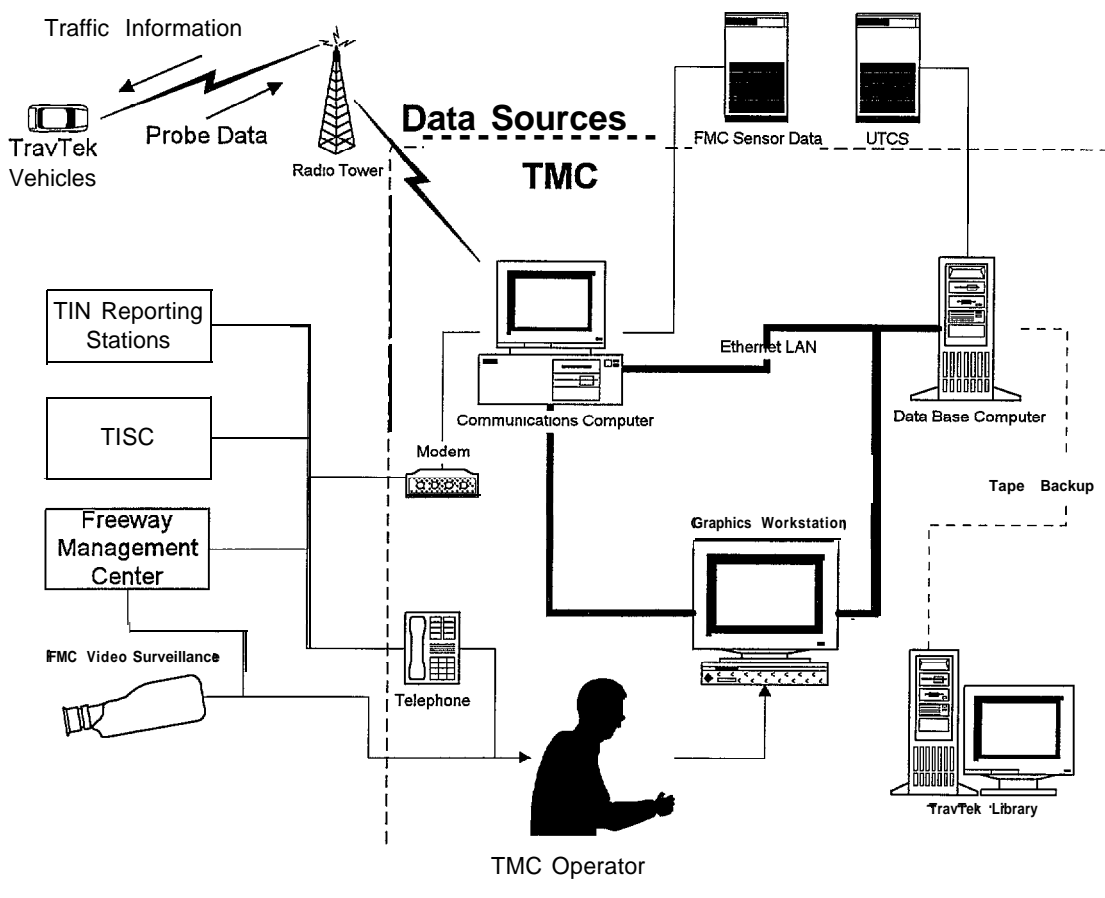 Traffic Information
Probe Data
TravTek
Vehicles
Radio Tower
Data Sources
TMC
FMC Sensor Data
UTCS
TIN Reporting
Stations
TISC
Freeway
Management
Center
FMC Video Surveillance
Ethernet LAN
Communications Computer
Data Base Computer
Modem
Tape Backup
Graphics Workstation
Telephone
TravTek Library
TMC Operator